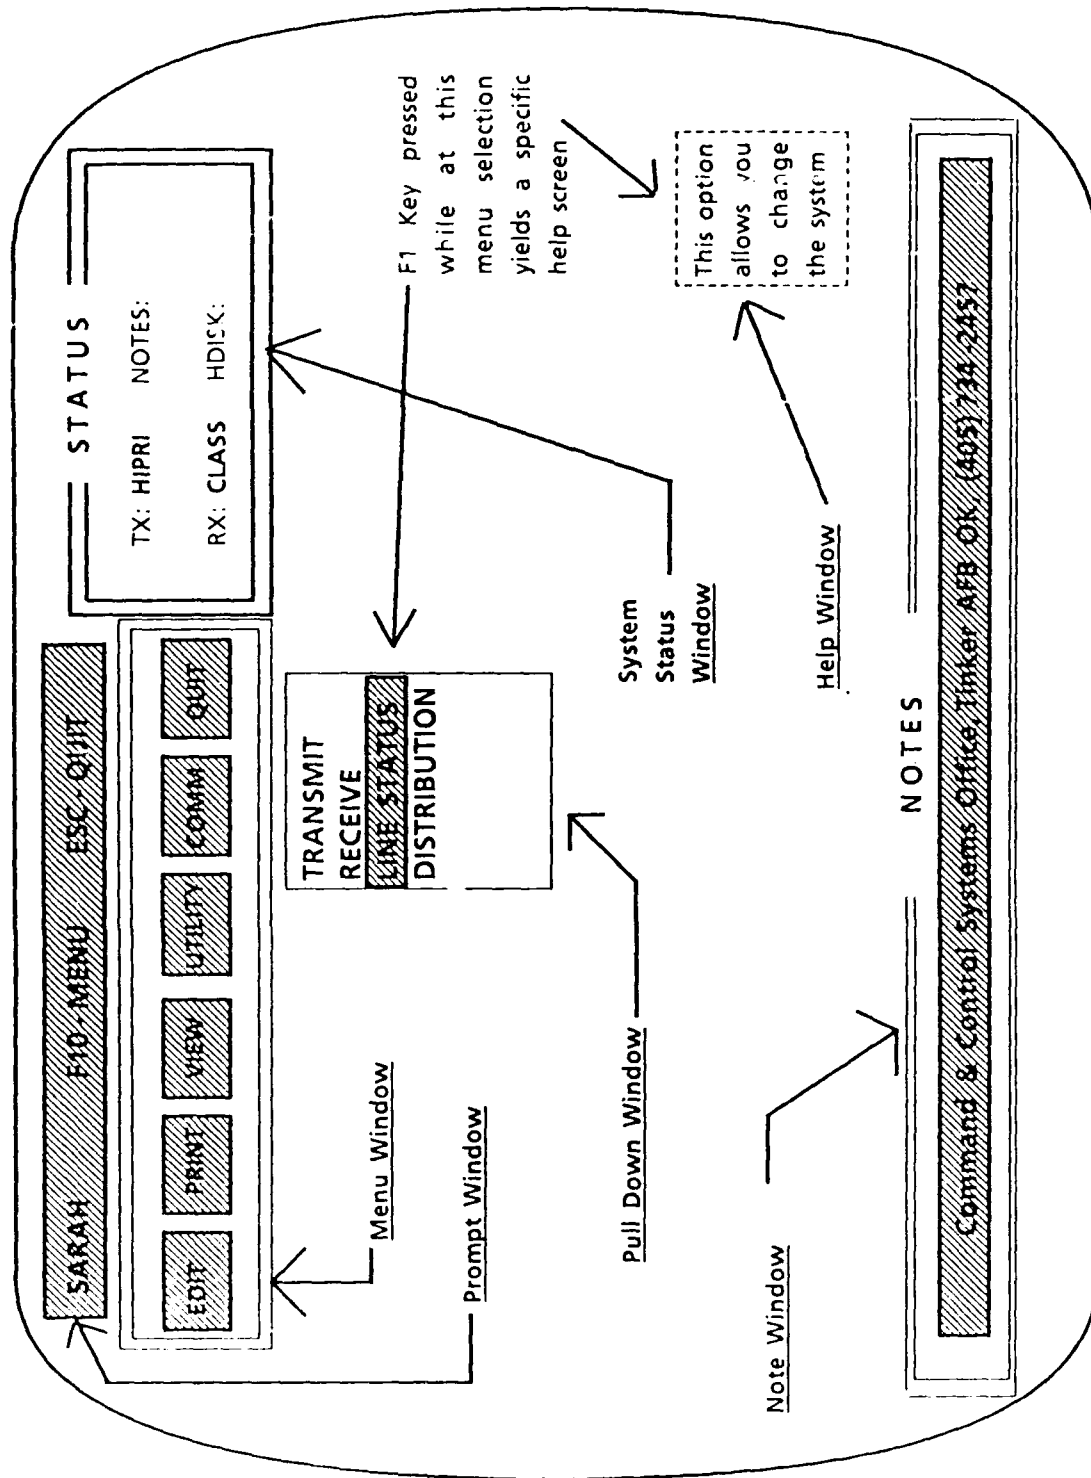 SARAH F10-MENU ESC-QUIT
EDIT PRINT VIEW UTILITY COMM QUIT
STATUS
TX: HIPRI NOTES:
RX: CLASS HDISK:
Menu Window
Prompt Window
TRANSMIT
RECEIVE
LINE STATUS
DISTRIBUTION
F1 Key pressed
while at this
menu selection
yields a specific
help screen
Pull Down Window
System
Status
Window
This option
allows you
to change
the system
Help Window
Note Window
NOTES
Command & Control Systems Office, Tinker AFB OK, (405) 734-2457